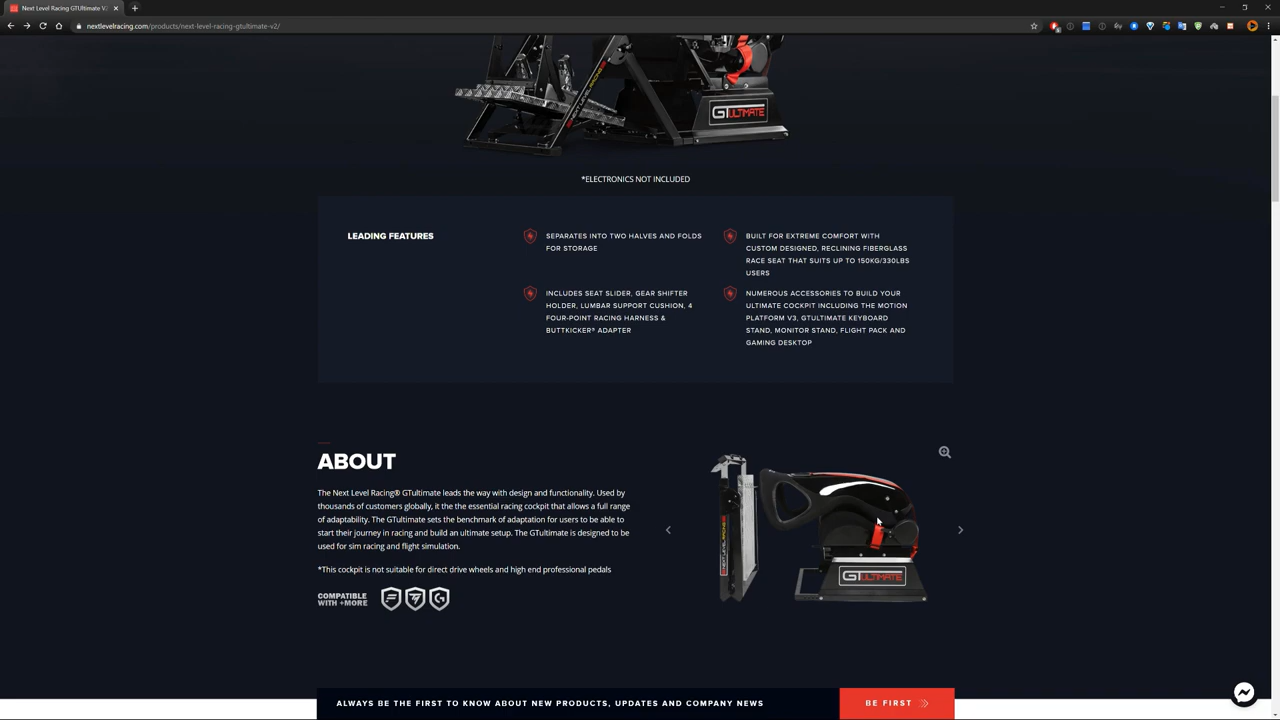 Next Level Racing GTUltimate V
nextlevelracing.com/products/next-level-racing-gtultimate-v2/
GTULTIMATE
*ELECTRONICS NOT INCLUDED
LEADING FEATURES
SEPARATES INTO TWO HALVES AND FOLDS
FOR STORAGE
BUILT FOR EXTREME COMFORT WITH
CUSTOM DESIGNED, RECLINING FIBERGLASS
RACE SEAT THAT SUITS UP TO 150KG/330LBS
USERS
INCLUDES SEAT SLIDER, GEAR SHIFTER
HOLDER, LUMBAR SUPPORT CUSHION, 4
FOUR-POINT RACING HARNESS &
BUTTKICKER® ADAPTER
NUMEROUS ACCESSORIES TO BUILD YOUR
ULTIMATE COCKPIT INCLUDING THE MOTION
PLATFORM V3, GTULTIMATE KEYBOARD
STAND, MONITOR STAND, FLIGHT PACK AND
GAMING DESKTOP
ABOUT
The Next Level Racing® GTultimate leads the way with design and functionality. Used by
thousands of customers globally, it the the essential racing cockpit that allows a full range
of adaptability. The GTultimate sets the benchmark of adaptation for users to be able to
start their journey in racing and build an ultimate setup. The GTultimate is designed to be
used for sim racing and flight simulation.
*This cockpit is not suitable for direct drive wheels and high end professional pedals
COMPATIBLE
WITH +MORE
NEXTLEVELRACING
GTULTIMATE
ALWAYS BE THE FIRST TO KNOW ABOUT NEW PRODUCTS, UPDATES AND COMPANY NEWS
BE FIRST